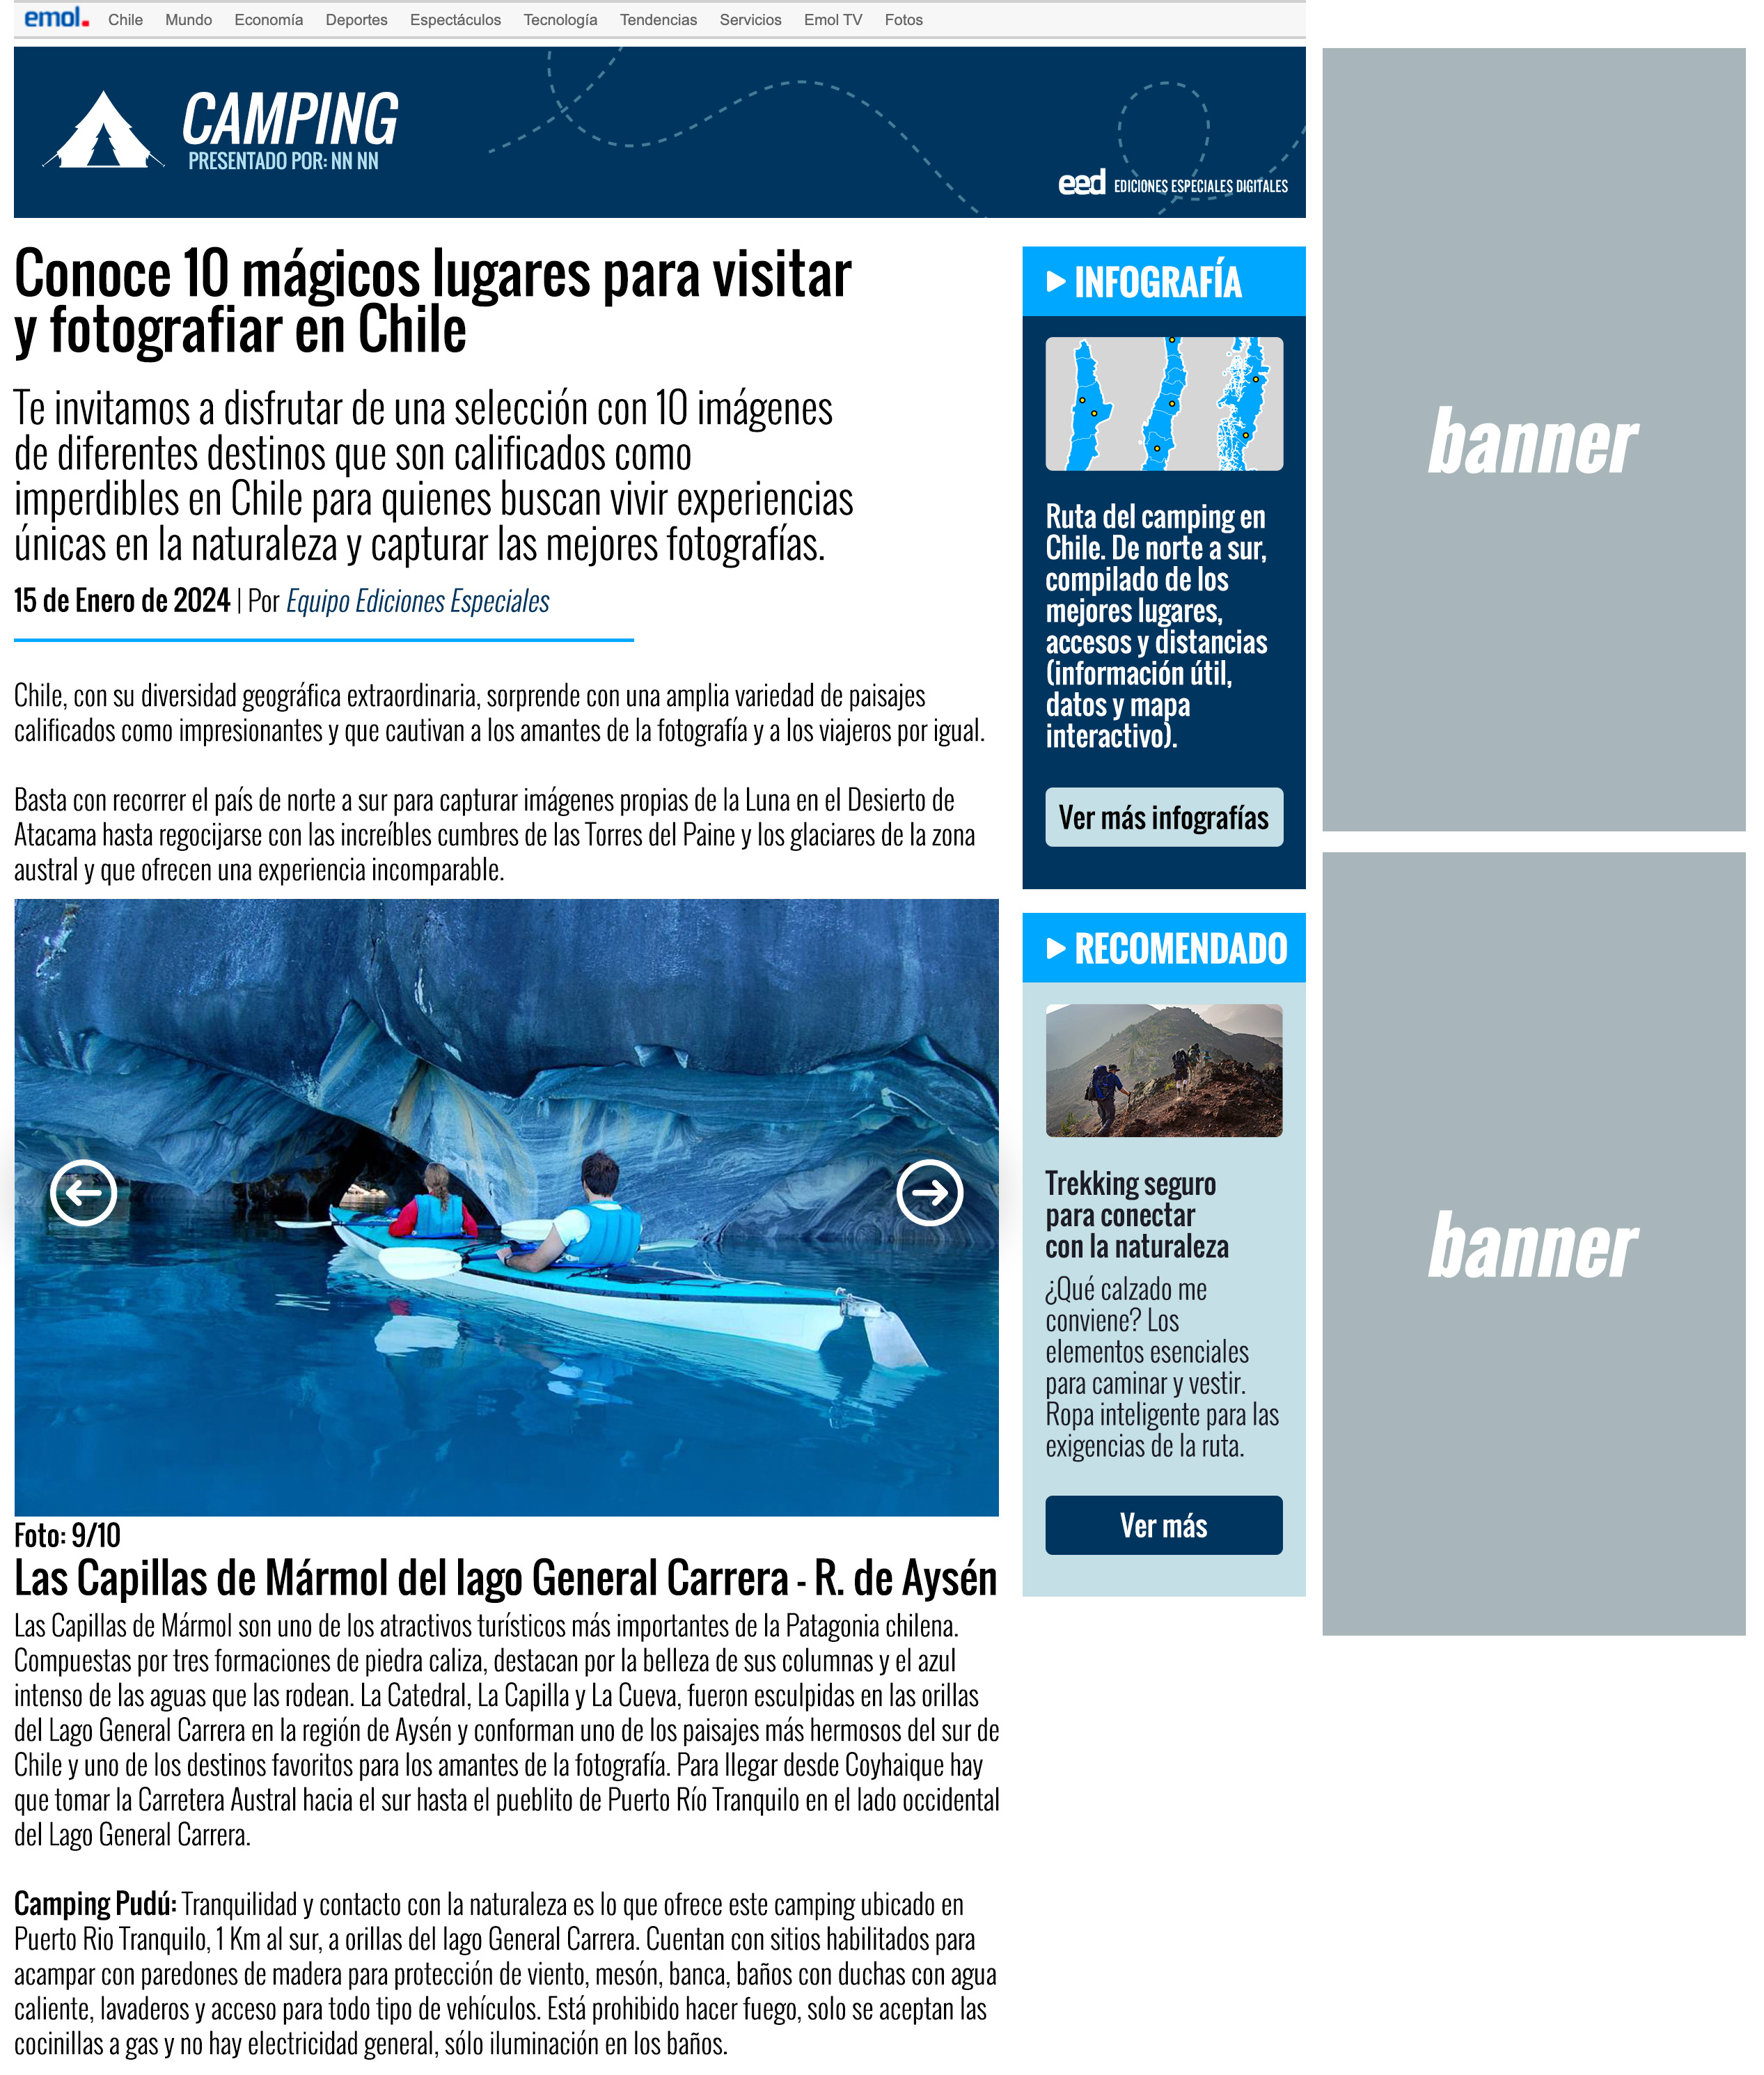 emol. Chile Mundo Economía Deportes Espectáculos Tecnología Tendencias Servicios Emol TV Fotos
CAMPING
PRESENTADO POR: NN NN
eed EDICIONES ESPECIALES DIGITALES
Conoce 10 mágicos lugares para visitar
y fotografiar en Chile
Te invitamos a disfrutar de una selección con 10 imágenes
de diferentes destinos que son calificados como
imperdibles en Chile para quienes buscan vivir experiencias
únicas en la naturaleza y capturar las mejores fotografías.
15 de Enero de 2024 | Por Equipo Ediciones Especiales
Chile, con su diversidad geográfica extraordinaria, sorprende con una amplia variedad de paisajes
calificados como impresionantes y que cautivan a los amantes de la fotografía y a los viajeros por igual.
Basta con recorrer el país de norte a sur para capturar imágenes propias de la Luna en el Desierto de
Atacama hasta regocijarse con las increíbles cumbres de las Torres del Paine y los glaciares de la zona
austral y que ofrecen una experiencia incomparable.
Foto: 9/10
Las Capillas de Mármol del lago General Carrera - R. de Aysén
Las Capillas de Mármol son uno de los atractivos turísticos más importantes de la Patagonia chilena.
Compuestas por tres formaciones de piedra caliza, destacan por la belleza de sus columnas y el azul
intenso de las aguas que las rodean. La Catedral, La Capilla y La Cueva, fueron esculpidas en las orillas
del Lago General Carrera en la región de Aysén y conforman uno de los paisajes más hermosos del sur de
Chile y uno de los destinos favoritos para los amantes de la fotografía. Para llegar desde Coyhaique hay
que tomar la Carretera Austral hacia el sur hasta el pueblito de Puerto Río Tranquilo en el lado occidental
del Lago General Carrera.
Camping Pudú: Tranquilidad y contacto con la naturaleza es lo que ofrece este camping ubicado en
Puerto Rio Tranquilo, 1 Km al sur, a orillas del lago General Carrera. Cuentan con sitios habilitados para
acampar con paredones de madera para protección de viento, mesón, banca, baños con duchas con agua
caliente, lavaderos y acceso para todo tipo de vehículos. Está prohibido hacer fuego, solo se aceptan las
cocinillas a gas y no hay electricidad general, sólo iluminación en los baños.
INFOGRAFÍA
Ruta del camping en
Chile. De norte a sur,
compilado de los
mejores lugares,
accesos y distancias
(información útil,
datos y mapa
interactivo).
Ver más infografías
RECOMENDADO
Trekking seguro
para conectar
con la naturaleza
¿Qué calzado me
conviene? Los
elementos esenciales
para caminar y vestir.
Ropa inteligente para las
exigencias de la ruta.
Ver más
banner
banner